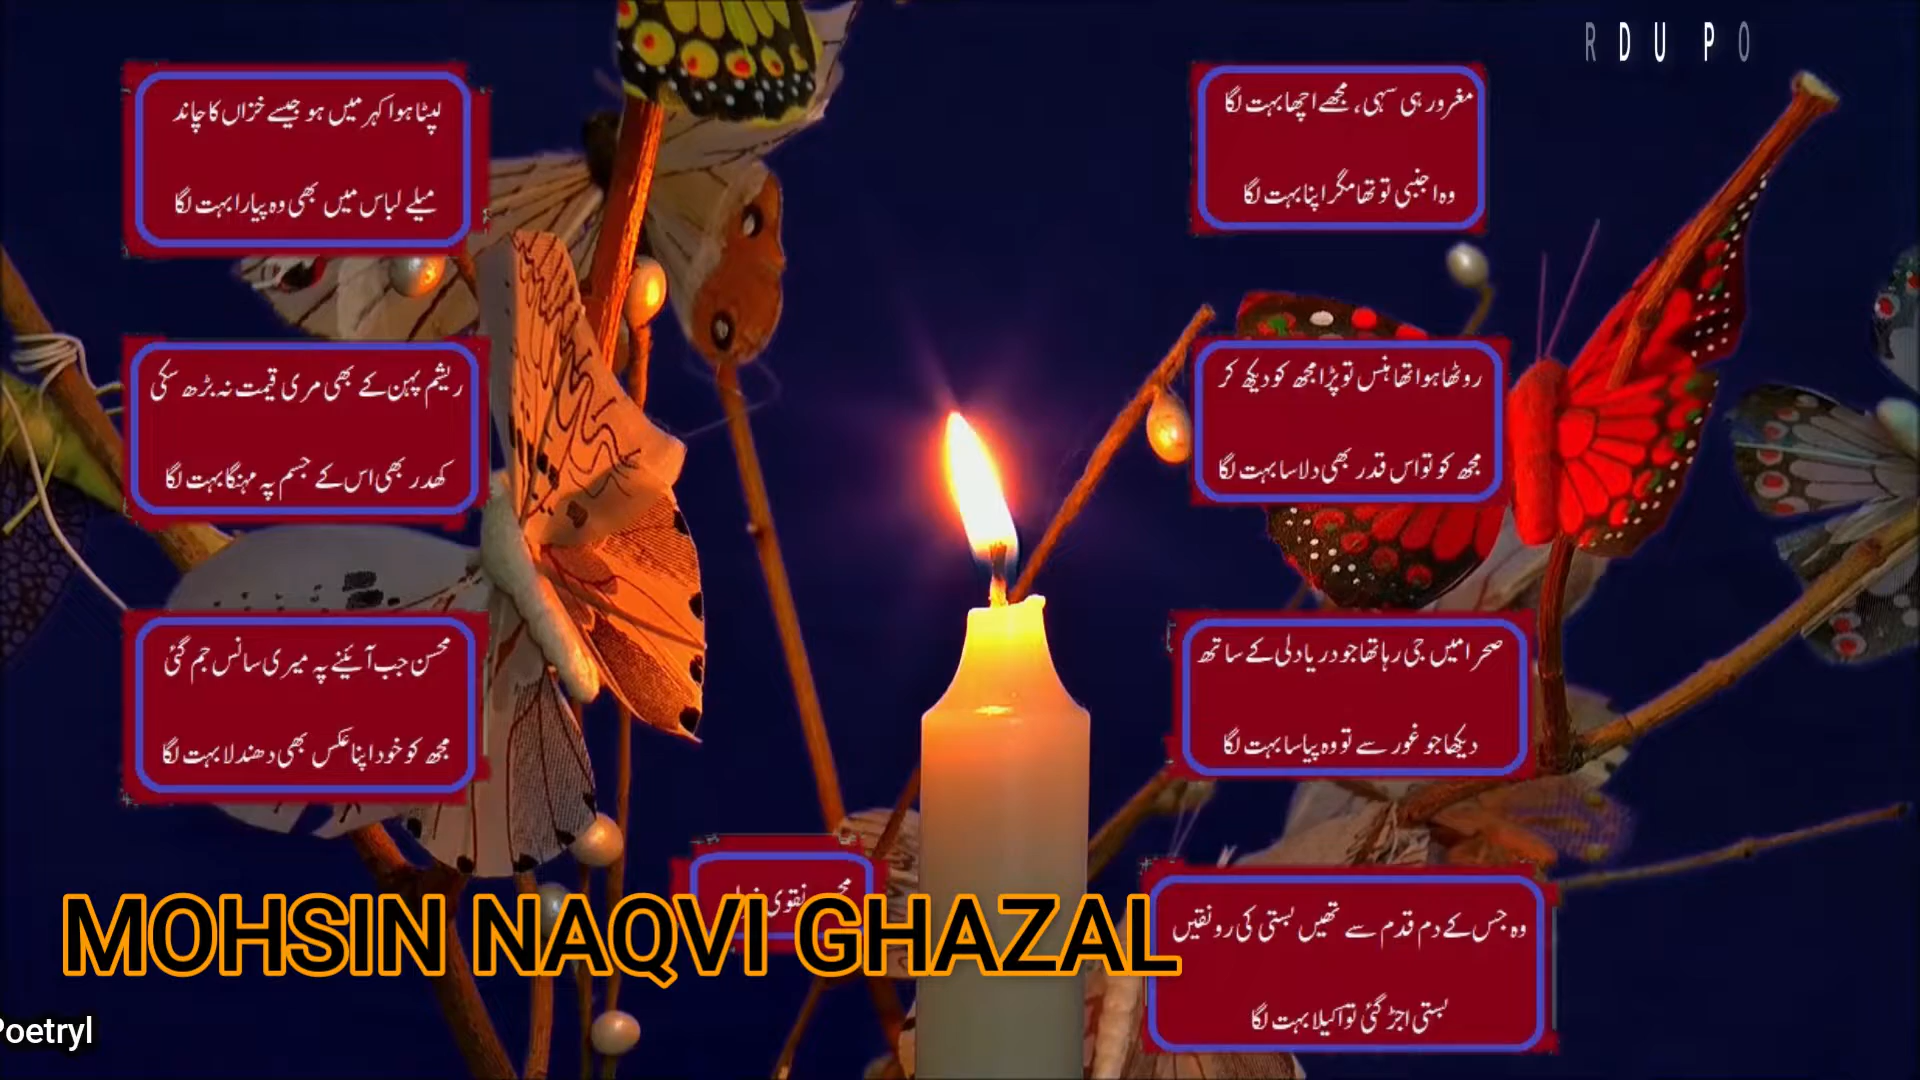 R D U P O
مغرور ہی سہی، مجھے اچھا بہت لگا
وہ اجنبی تو تھا مگر اپنا بہت لگا
روٹھا ہوا تھا ہنس تو پڑا مجھ کو دیکھ کر
مجھ کو تو اس قدر بھی دلاسا بہت لگا
صحرا میں جی رہا تھا جو دریا دلی کے ساتھ
دیکھا جو غور سے تو وہ پیاسا بہت لگا
وہ جس کے دم قدم سے تھیں بستی کی رونقیں
بستی اجڑ گئی تو اکیلا بہت لگا
لپٹا ہوا کہر میں ہو جیسے خزاں کا چاند
میلے لباس میں بھی وہ پیارا بہت لگا
ریشم پہن کے بھی مری قیمت نہ بڑھ سکی
کھدر بھی اس کے جسم پہ مہنگا بہت لگا
محسن جب آئینے پہ میری سانس جم گئی
مجھ کو خود اپنا عکس بھی دھندلا بہت لگا
نقوی
MOHSIN NAQVI GHAZAL
Poetryl